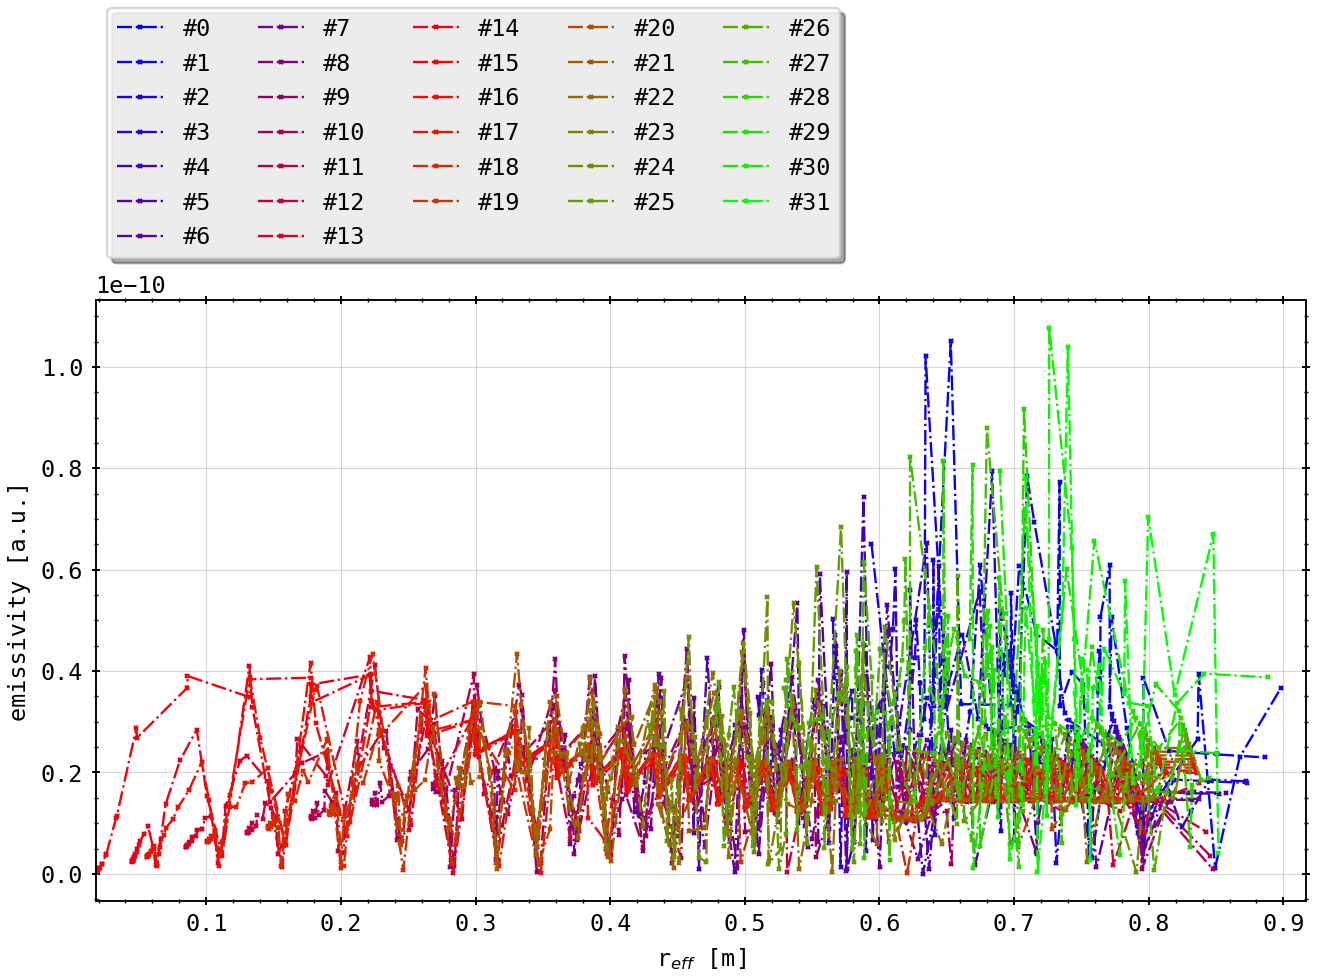 #0 #7 #14 #20 #26
#1 #8 #15 #21 #27
#2 #9 #16 #22 #28
#3 #10 #17 #23 #29
#4 #11 #18 #24 #30
#5 #12 #19 #25 #31
#6 #13
1e−10
1.0
0.8
0.6
0.4
0.2
0.0
emissivity [a.u.]
0.1 0.2 0.3 0.4 0.5 0.6 0.7 0.8 0.9
r_eff [m]